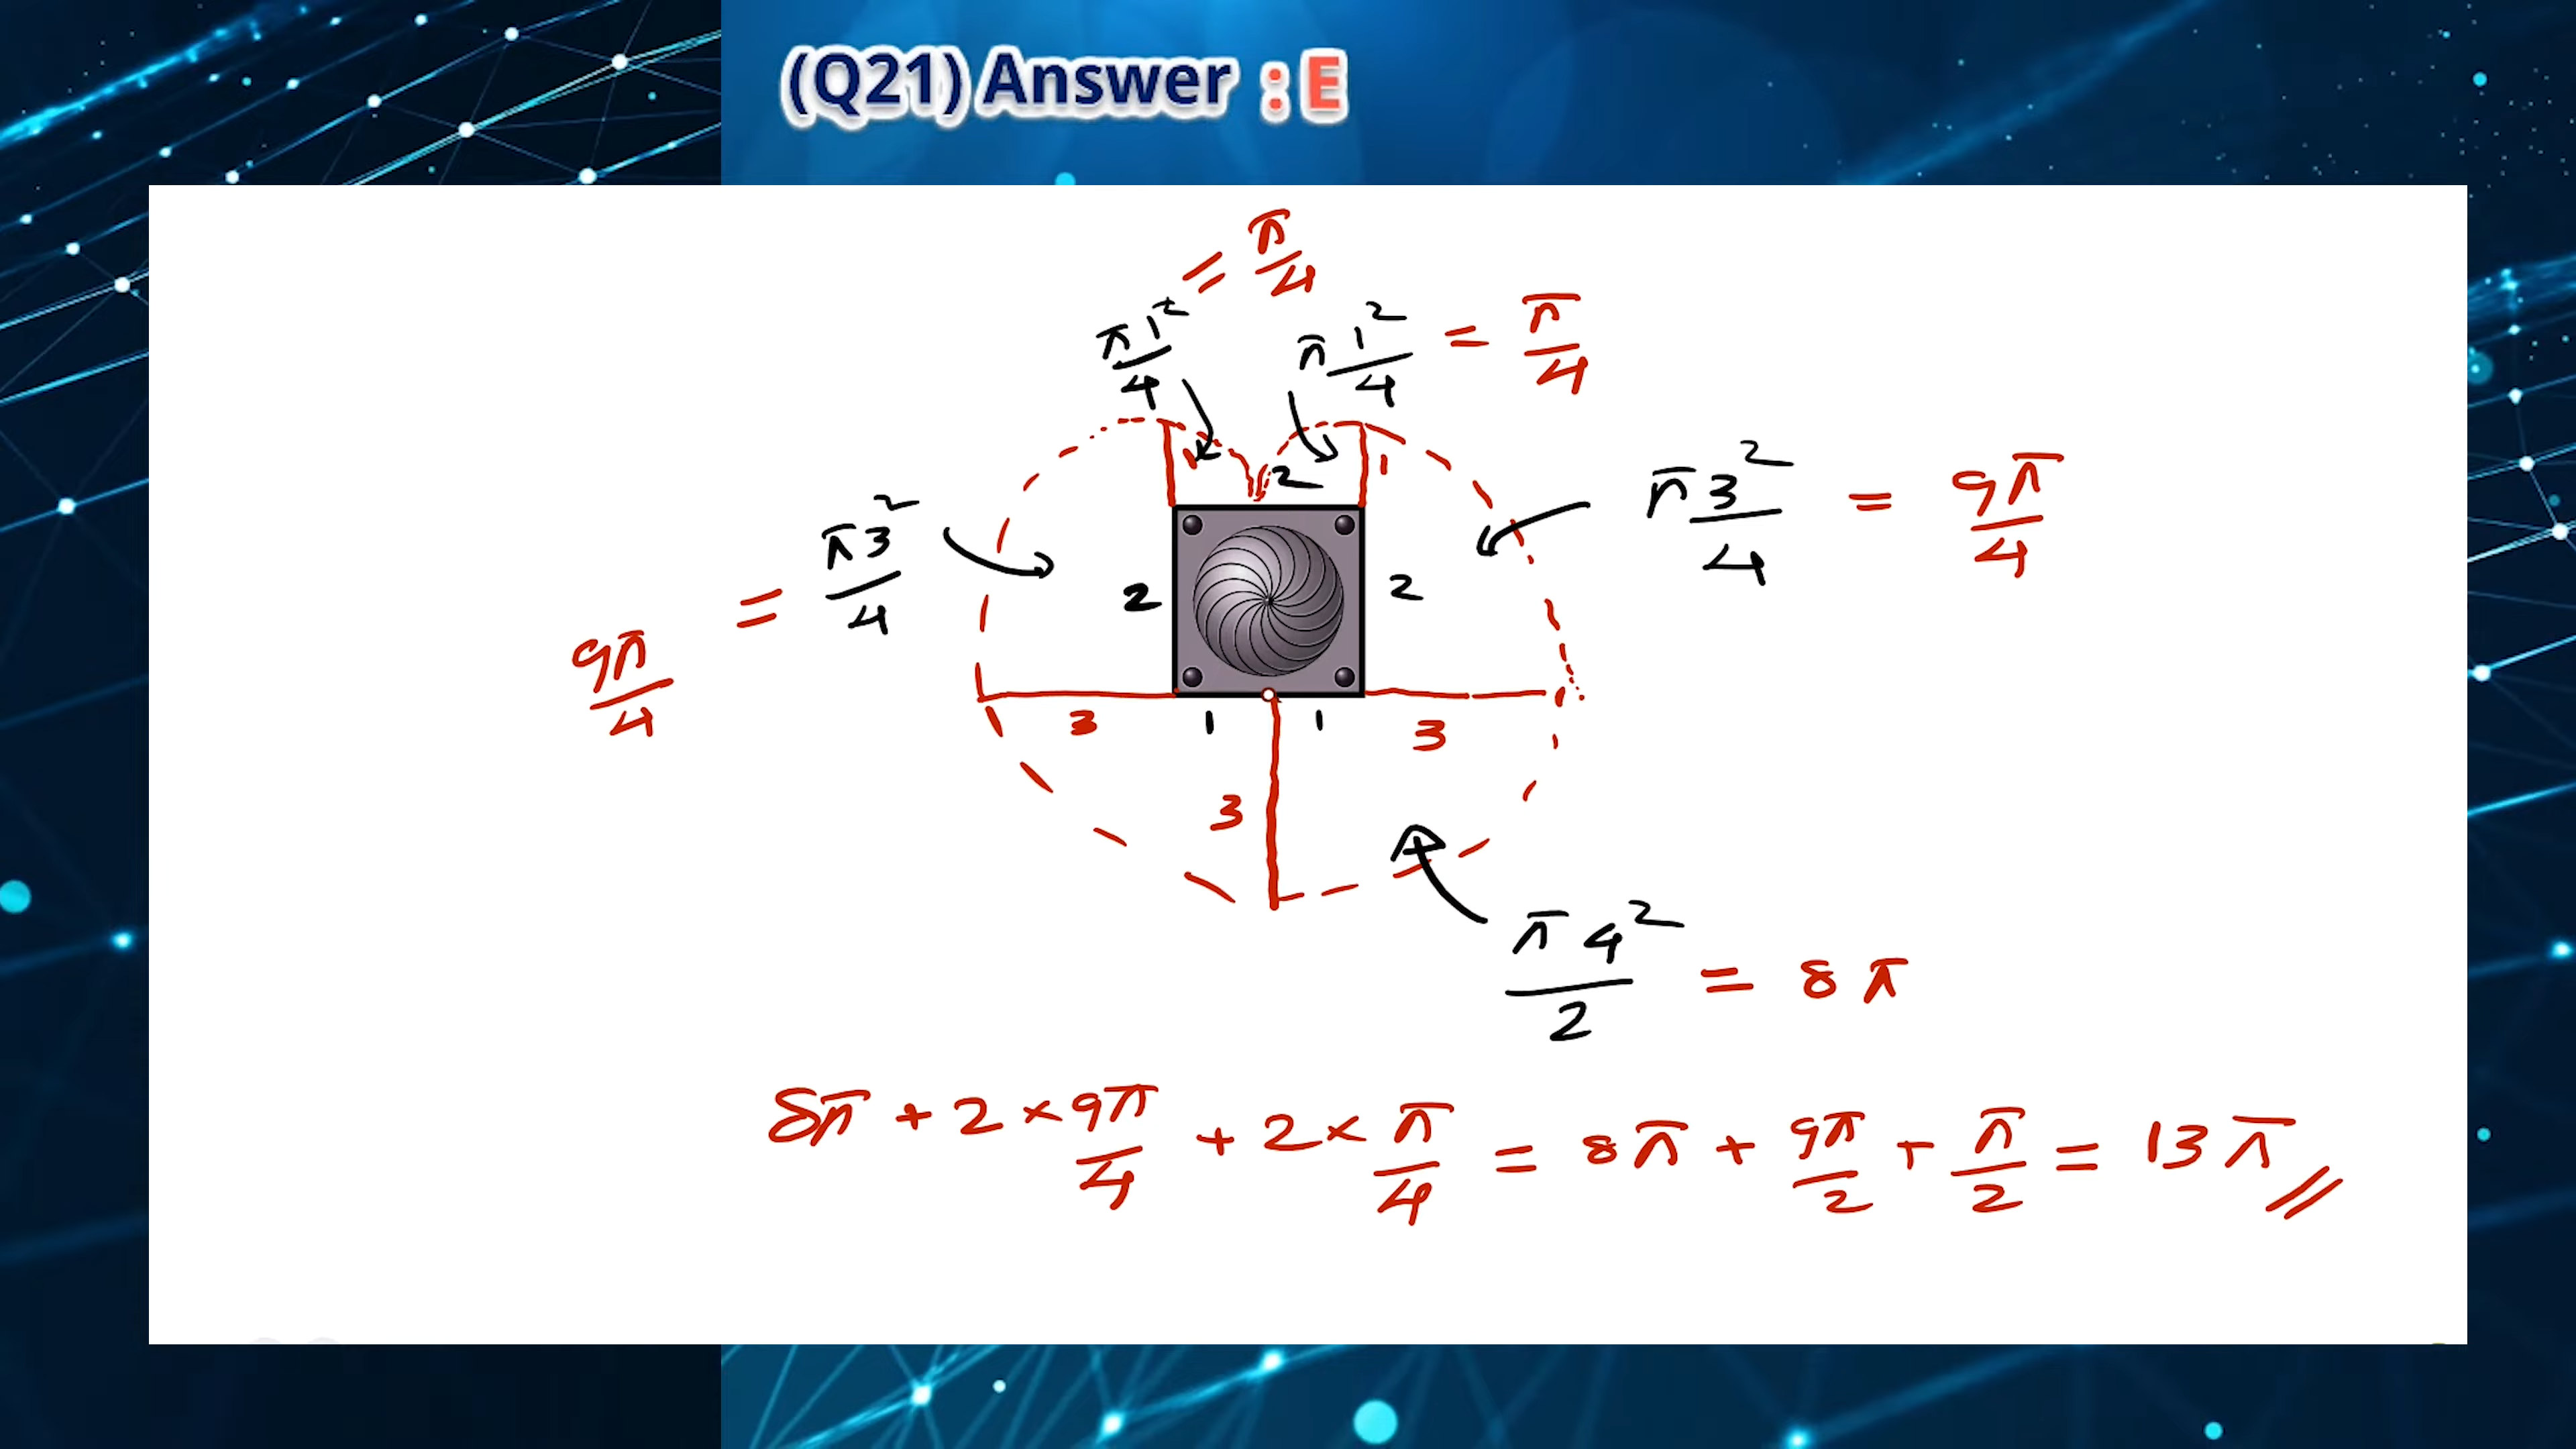 (Q21) Answer : E
= π/4
π1²/4
π1²/4 = π/4
1
1
2
π3²/4 = 9π/4
π3²/4
=
9π/4
2
2
3
1
1
3
3
π4²/2 = 8π
8π + 2 × 9π/4 + 2 × π/4 = 8π + 9π/2 + π/2 = 13π